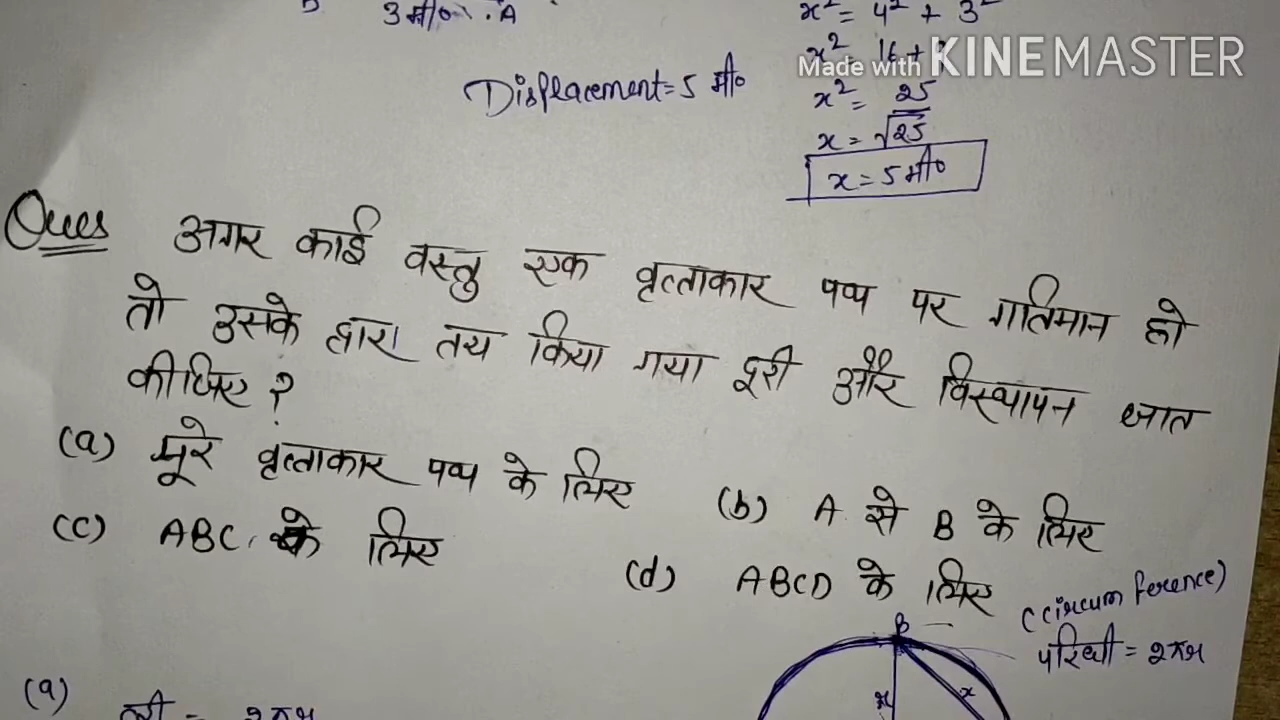 3 मी० . A
x² = 4² + 3²
x² = 16 +
Made with KINEMASTER
Displacement = 5 मी०
x² = 25
x = √25
x = 5 मी०
Ques अगर काई वस्तु एक वृत्ताकार पथ पर गतिमान हो
तो उसके द्वारा तय किया गया दूरी और विस्थापन ज्ञात
कीजिए ?
(a) पूरे वृत्ताकार पथ के लिए
(b) A से B के लिए
(c) ABC के लिए
(d) ABCD के लिए
(circumference)
परिधी = 2πr
B
(a)
= 2πr